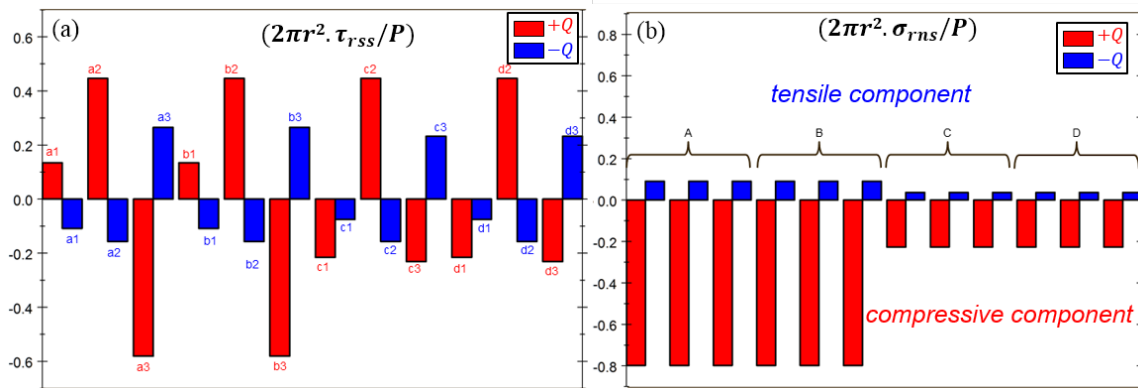 (a)
(2πr².τ_rss/P)
+Q
−Q
0.6
0.4
0.2
0.0
-0.2
-0.4
-0.6
a1
a2
a3
b1
b2
b3
c2
c3
d2
d3
a1
a2
a3
b1
b2
b3
c1
c1
c2
c3
d1
d1
d2
d3
(b)
(2πr².σ_rns/P)
+Q
−Q
0.8
0.6
0.4
0.2
0.0
-0.2
-0.4
-0.6
-0.8
tensile component
A
B
C
D
compressive component